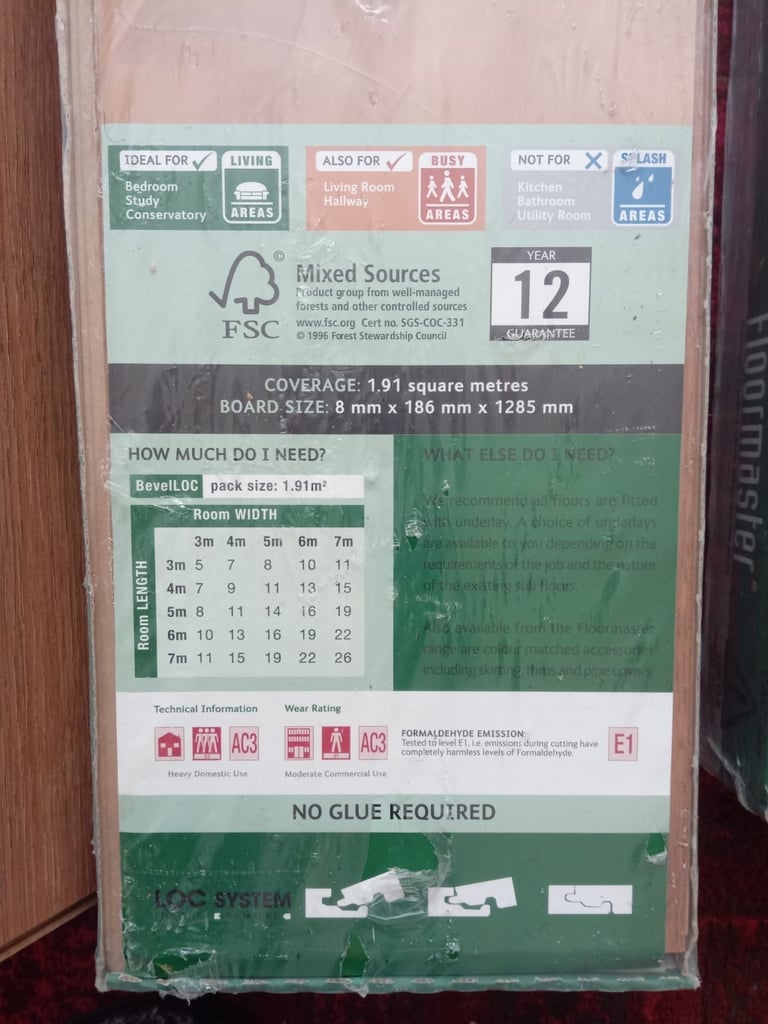 IDEAL FOR
LIVING
Bedroom
Study
Conservatory
AREAS
ALSO FOR
BUSY
Living Room
Hallway
AREAS
NOT FOR
SPLASH
Kitchen
Bathroom
Utility Room
AREAS
©
FSC
Mixed Sources
Product group from well-managed
forests and other controlled sources
www.fsc.org Cert no. SGS-COC-331
© 1996 Forest Stewardship Council
YEAR
12
GUARANTEE
COVERAGE: 1.91 square metres
BOARD SIZE: 8 mm x 186 mm x 1285 mm
HOW MUCH DO I NEED?
BevelLOC pack size: 1.91m²
Room WIDTH
Room LENGTH
3m 4m 5m 6m 7m
3m 5 7 8 10 11
4m 7 9 11 13 15
5m 8 11 14 16 19
6m 10 13 16 19 22
7m 11 15 19 22 26
WHAT ELSE DO I NEED?
We recommend all floors are fitted
with underlay. A choice of underlays
are available to you depending on the
requirements of the job and the nature
of the existing sub floors.
Also available from the Floormaster
range are colour matched accessories
including skirting, trims and pipe covers.
Technical Information
AC3
Heavy Domestic Use
Wear Rating
AC3
Moderate Commercial Use
FORMALDEHYDE EMISSION:
Tested to level E1, i.e. emissions during cutting have
completely harmless levels of Formaldehyde.
E1
NO GLUE REQUIRED
LOC SYSTEM
Floormaster